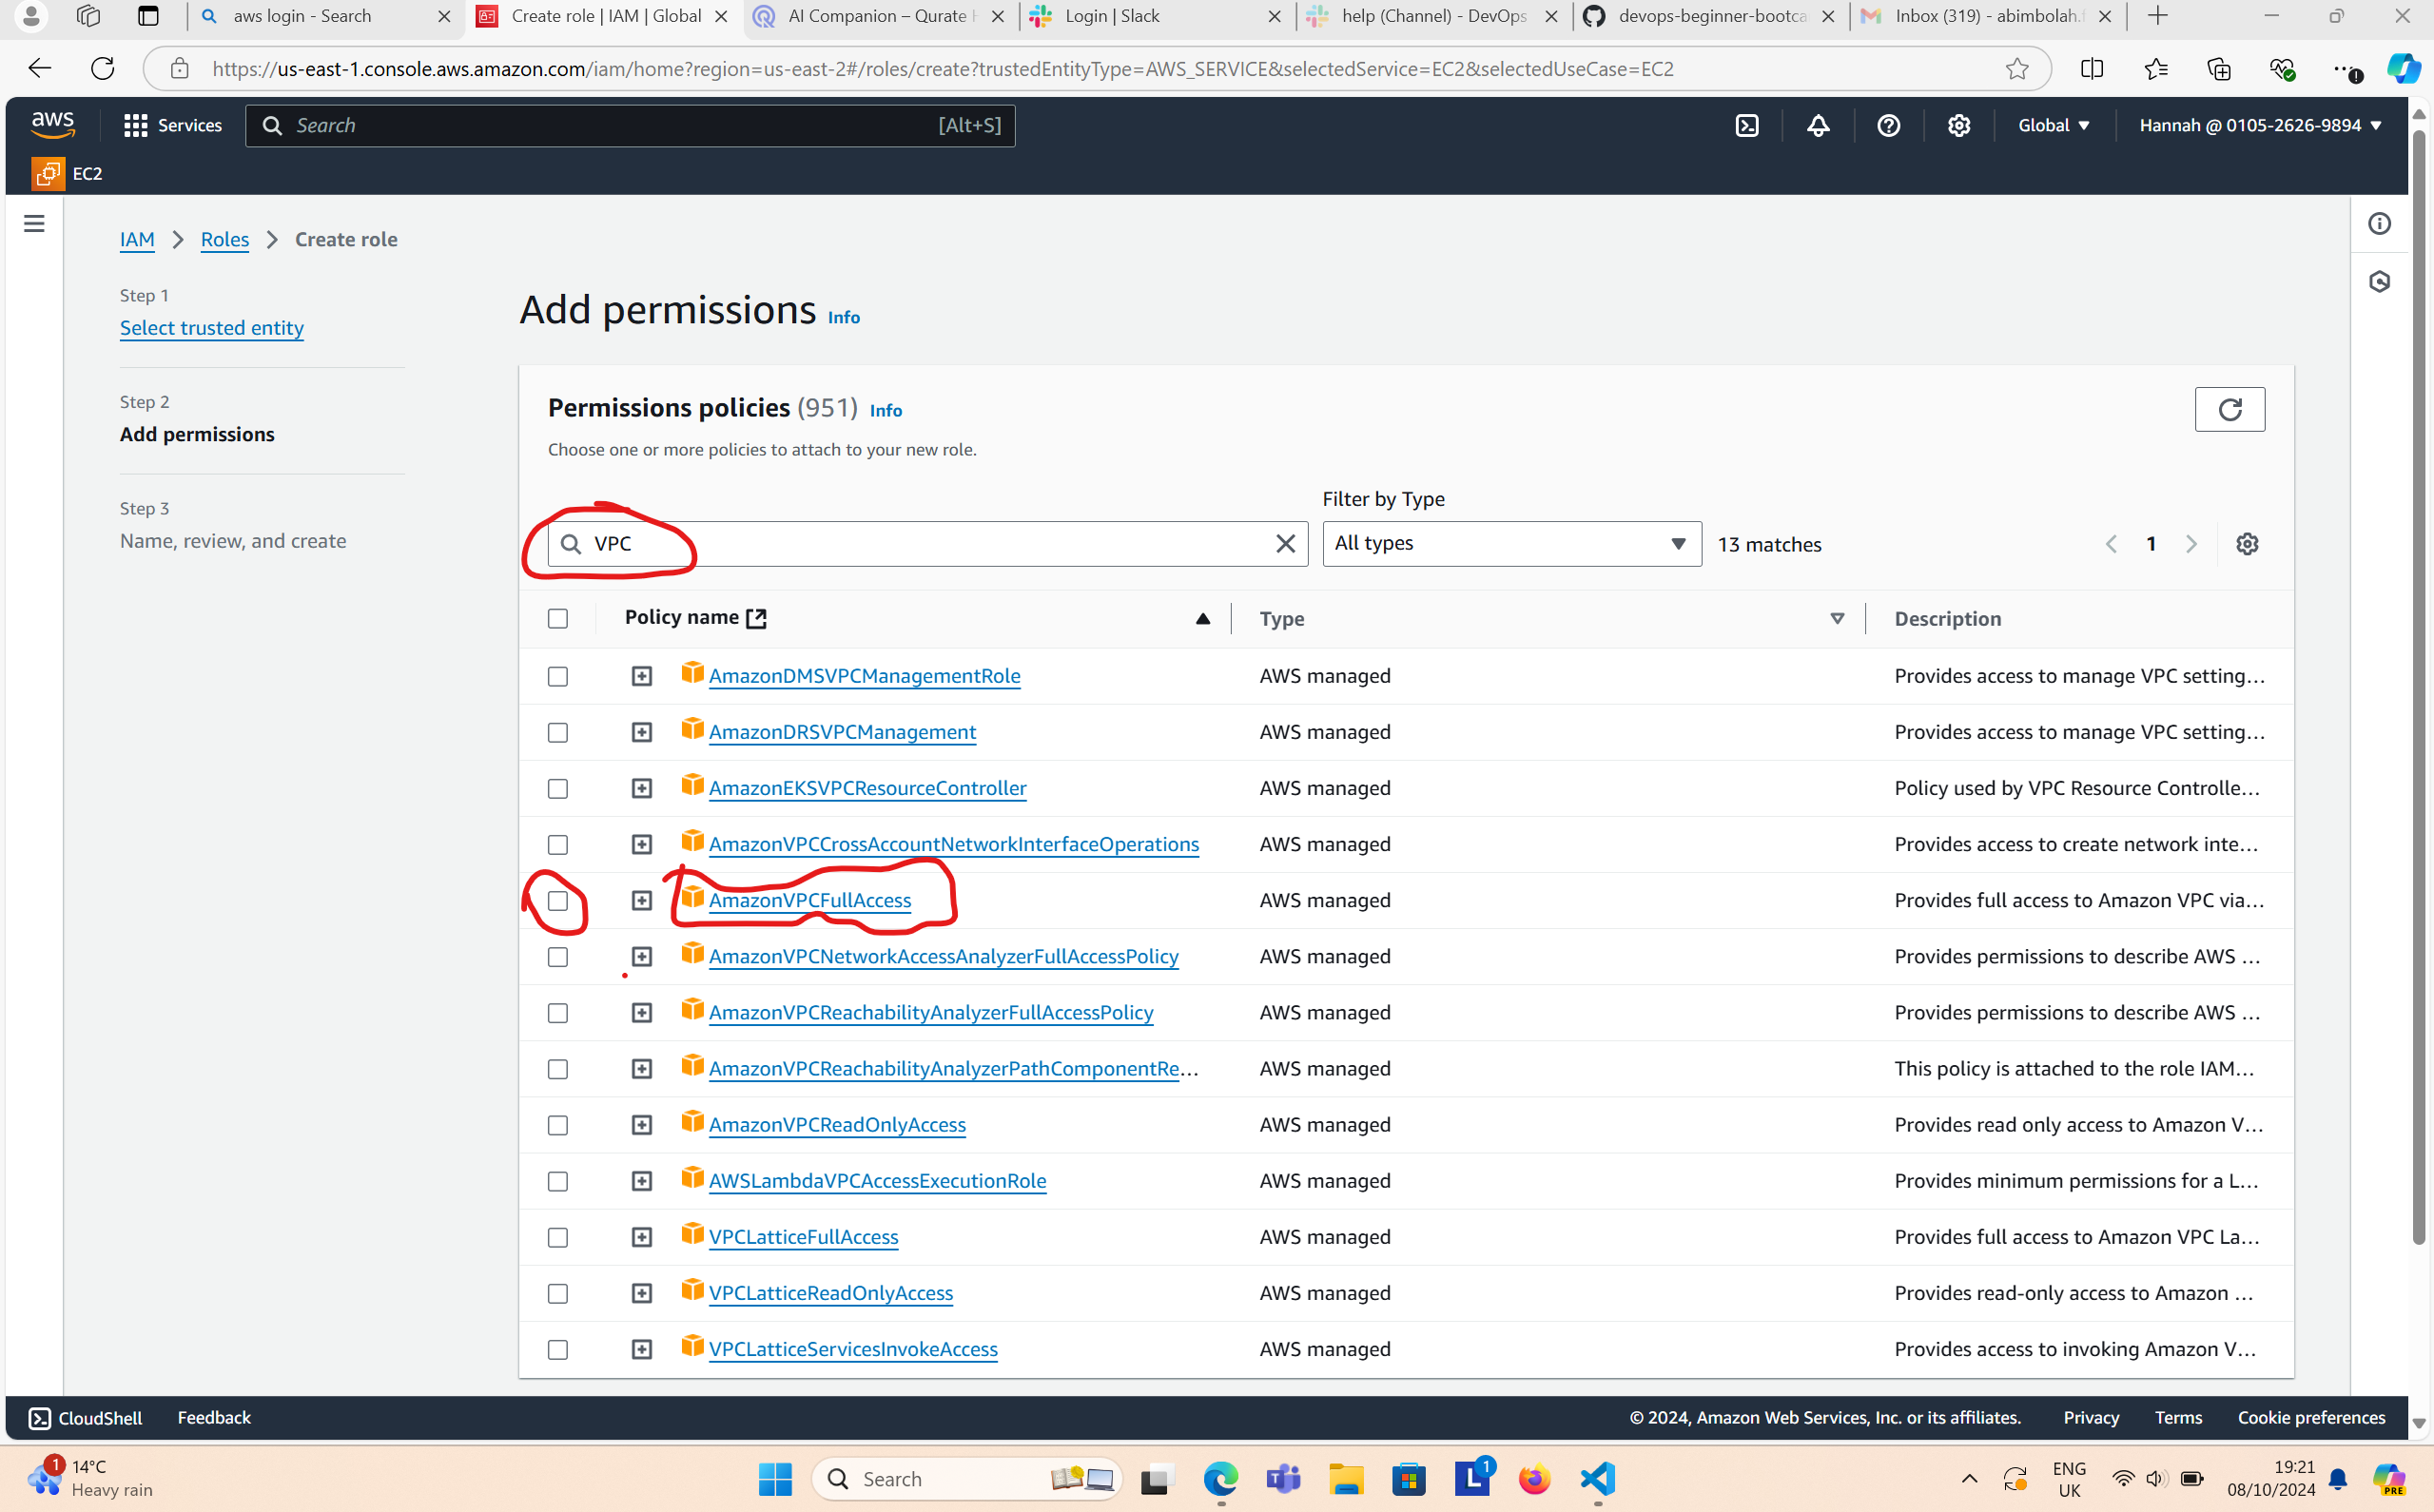 aws login - Search
Create role | IAM | Global
AI Companion – Qurate
Login | Slack
help (Channel) - DevOps
devops-beginner-bootca
Inbox (319) - abimbolah.
https://us-east-1.console.aws.amazon.com/iam/home?region=us-east-2#/roles/create?trustedEntityType=AWS_SERVICE&selectedService=EC2&selectedUseCase=EC2
aws
Services
Search
[Alt+S]
Global
Hannah @ 0105-2626-9894
EC2
IAM
Roles
Create role
Step 1
Select trusted entity
Step 2
Add permissions
Step 3
Name, review, and create
Add permissions Info
Permissions policies (951) Info
Choose one or more policies to attach to your new role.
Filter by Type
VPC
All types
13 matches
1
Policy name
Type
Description
AmazonDMSVPCManagementRole AWS managed Provides access to manage VPC setting…
AmazonDRSVPCManagement AWS managed Provides access to manage VPC setting…
AmazonEKSVPCResourceController AWS managed Policy used by VPC Resource Controlle…
AmazonVPCCrossAccountNetworkInterfaceOperations AWS managed Provides access to create network inte…
AmazonVPCFullAccess AWS managed Provides full access to Amazon VPC via…
AmazonVPCNetworkAccessAnalyzerFullAccessPolicy AWS managed Provides permissions to describe AWS …
AmazonVPCReachabilityAnalyzerFullAccessPolicy AWS managed Provides permissions to describe AWS …
AmazonVPCReachabilityAnalyzerPathComponentRe… AWS managed This policy is attached to the role IAM…
AmazonVPCReadOnlyAccess AWS managed Provides read only access to Amazon V…
AWSLambdaVPCAccessExecutionRole AWS managed Provides minimum permissions for a L…
VPCLatticeFullAccess AWS managed Provides full access to Amazon VPC La…
VPCLatticeReadOnlyAccess AWS managed Provides read-only access to Amazon …
VPCLatticeServicesInvokeAccess AWS managed Provides access to invoking Amazon V…
CloudShell
Feedback
© 2024, Amazon Web Services, Inc. or its affiliates.
Privacy
Terms
Cookie preferences
1
14°C
Heavy rain
Search
L
1
ENG
UK
19:21
08/10/2024
PRE